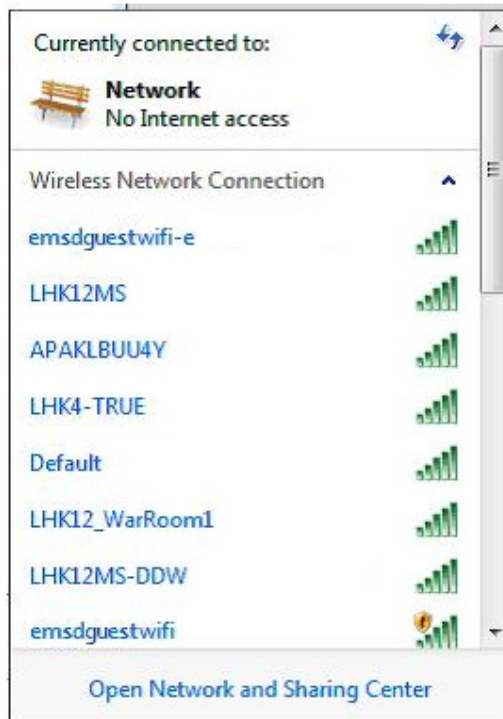 Currently connected to:
Network
No Internet access
Wireless Network Connection
emsdguestwifi-e
LHK12MS
APAKLBUU4Y
LHK4-TRUE
Default
LHK12_WarRoom1
LHK12MS-DDW
emsdguestwifi
Open Network and Sharing Center